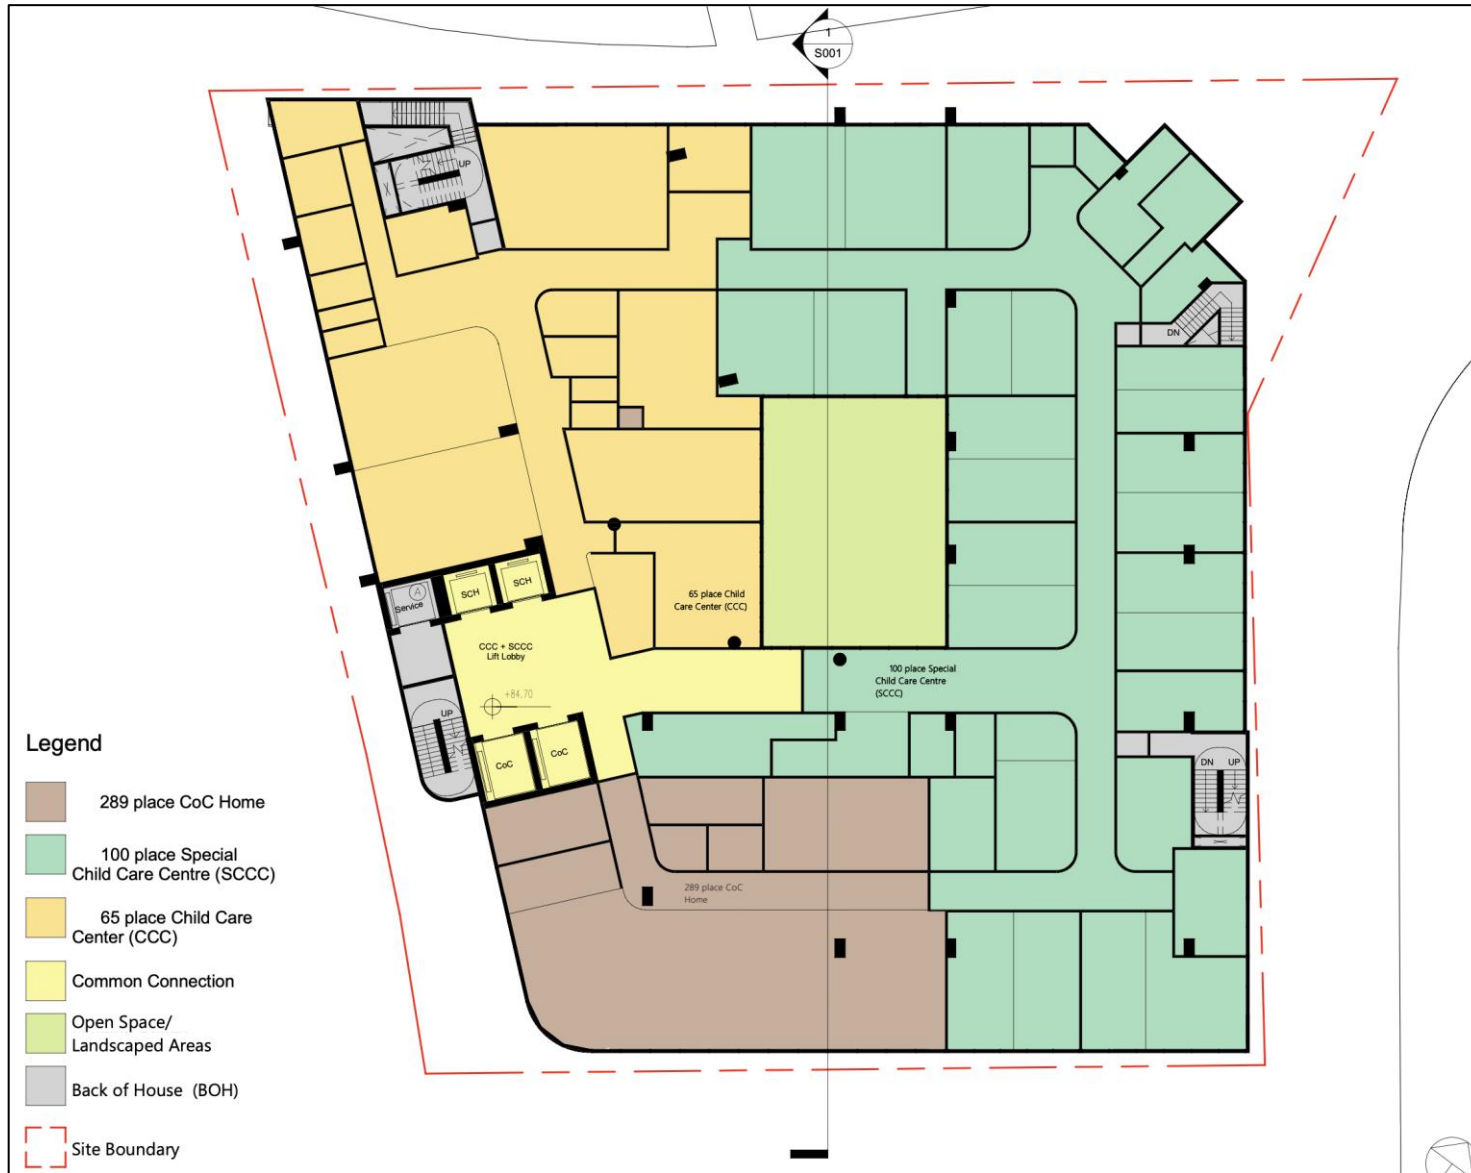 1
S001
UP
DN
SCH
SCH
Service
A
65 place Child
Care Center (CCC)
CCC + SCCC
Lift Lobby
100 place Special
Child Care Centre
(SCCC)
+84.70
UP
CoC
CoC
DN UP
289 place CoC
Home
Legend
289 place CoC Home
100 place Special
Child Care Centre (SCCC)
65 place Child Care
Center (CCC)
Common Connection
Open Space/
Landscaped Areas
Back of House (BOH)
Site Boundary